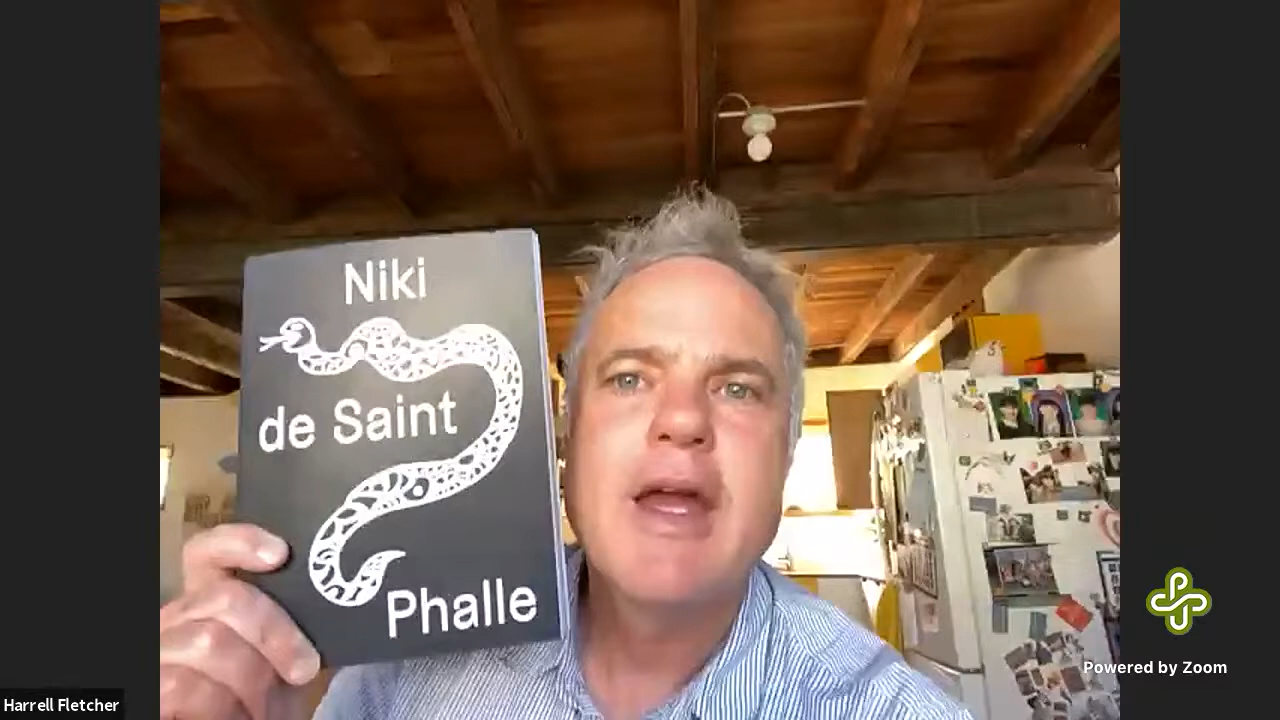 Niki
de Saint
Phalle
Powered by Zoom
Harrell Fletcher